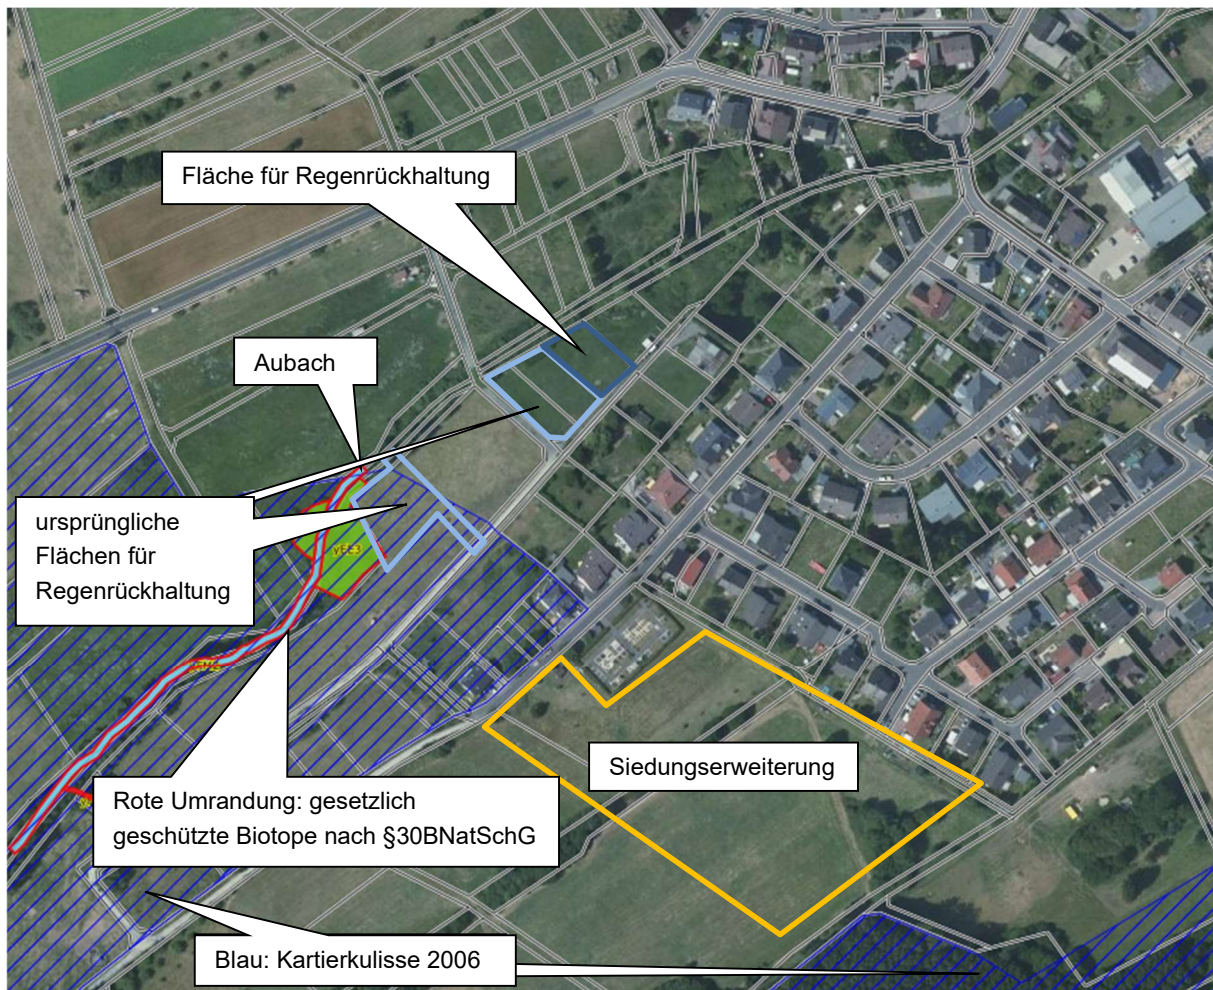 Fläche für Regenrückhaltung
Aubach
ursprüngliche
Flächen für
Regenrückhaltung
yEE3
Siedungserweiterung
Rote Umrandung: gesetzlich
geschützte Biotope nach §30BNatSchG
Blau: Kartierkulisse 2006